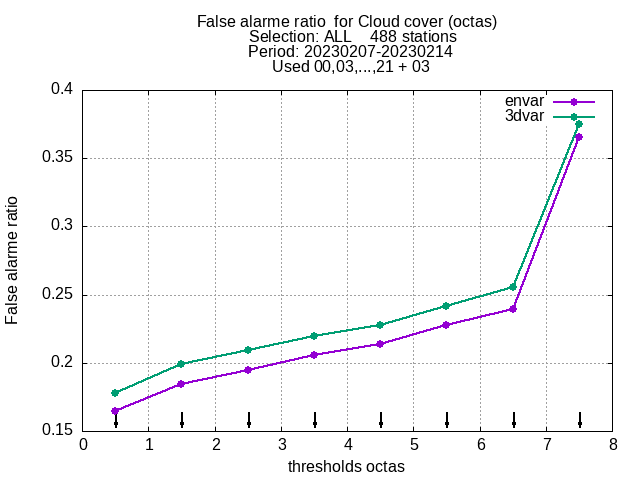 False alarme ratio  for Cloud cover (octas)
Selection: ALL    488 stations
Period: 20230207-20230214
Used 00,03,...,21 + 03
envar
3dvar
0.4
0.35
0.3
0.25
0.2
0.15
False alarme ratio
0 1 2 3 4 5 6 7 8
thresholds octas